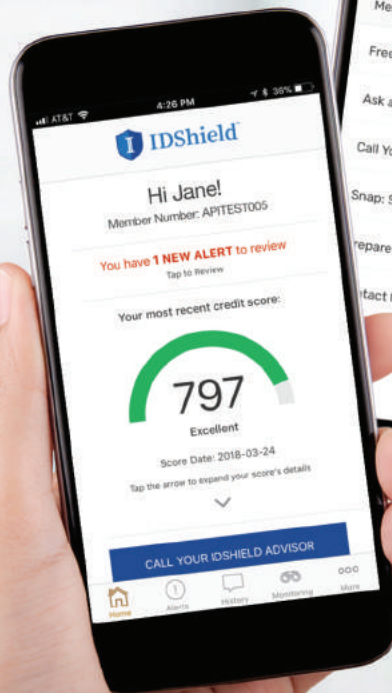 AT&T
4:26 PM
36%
IDShield
Hi Jane!
Member Number: APITEST005
You have 1 NEW ALERT to review
Tap to Review
Your most recent credit score:
797
Excellent
Score Date: 2018-03-24
Tap the arrow to expand your score's details
CALL YOUR IDSHIELD ADVISOR
Home
Alerts
History
Monitoring
More
Me
Free
Ask a
Call Yo
Snap: S
repare
tact